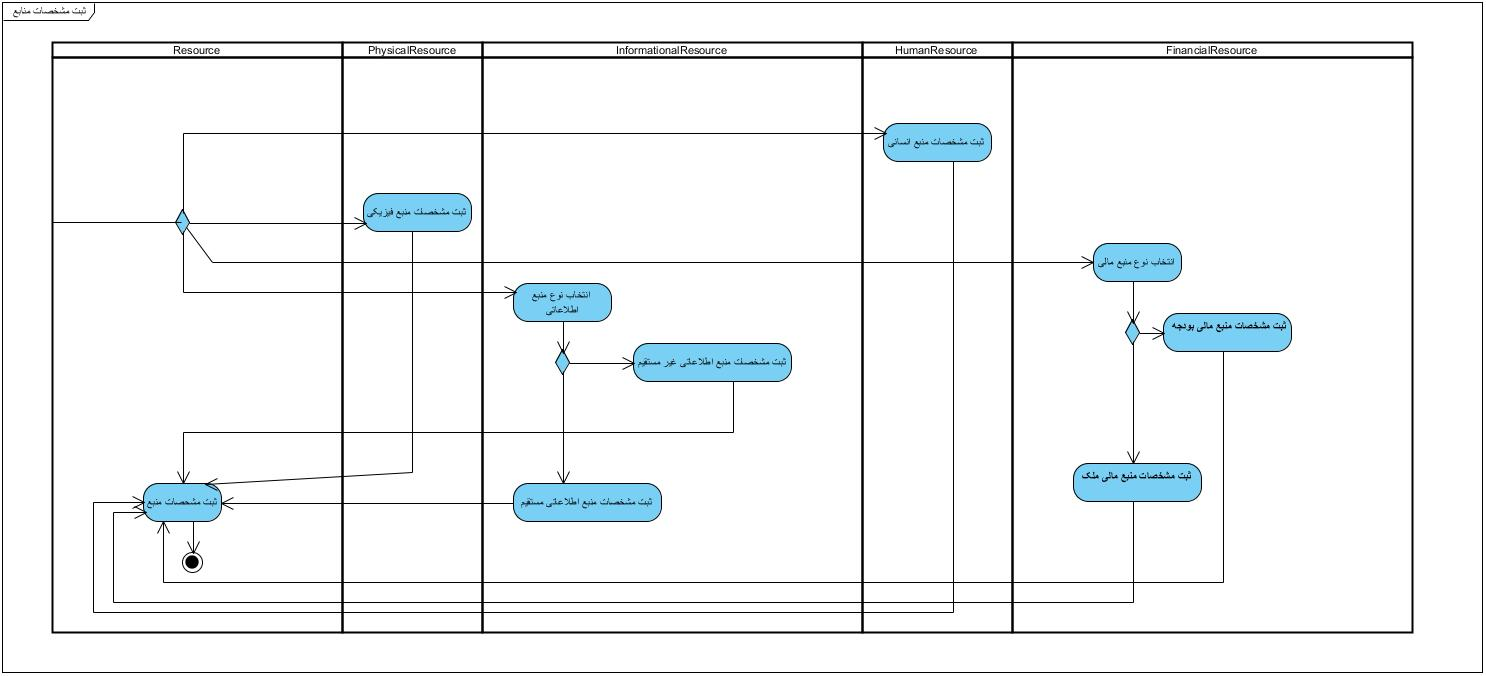 ثبت مشخصات منابع
Resource
PhysicalResource
InformationalResource
HumanResource
FinancialResource
ثبت مشخصات منبع انسانی
ثبت مشخصات منبع فیزیکی
انتخاب نوع منبع مالی
انتخاب نوع منبع
اطلاعاتی
ثبت مشخصات منبع مالی بودجه
ثبت مشخصات منبع اطلاعاتی غیر مستقیم
ثبت مشخصات منبع مالی ملک
ثبت مشخصات منبع
ثبت مشخصات منبع اطلاعاتی مستقیم